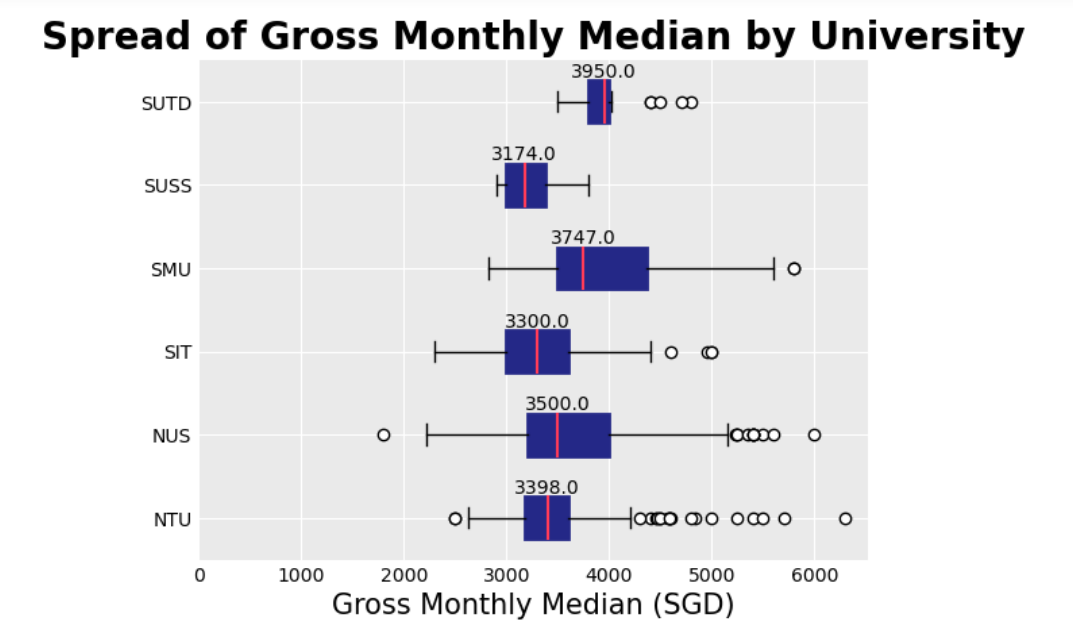 Spread of Gross Monthly Median by University
3950.0
SUTD
3174.0
SUSS
3747.0
SMU
3300.0
SIT
3500.0
NUS
3398.0
NTU
0 1000 2000 3000 4000 5000 6000
Gross Monthly Median (SGD)